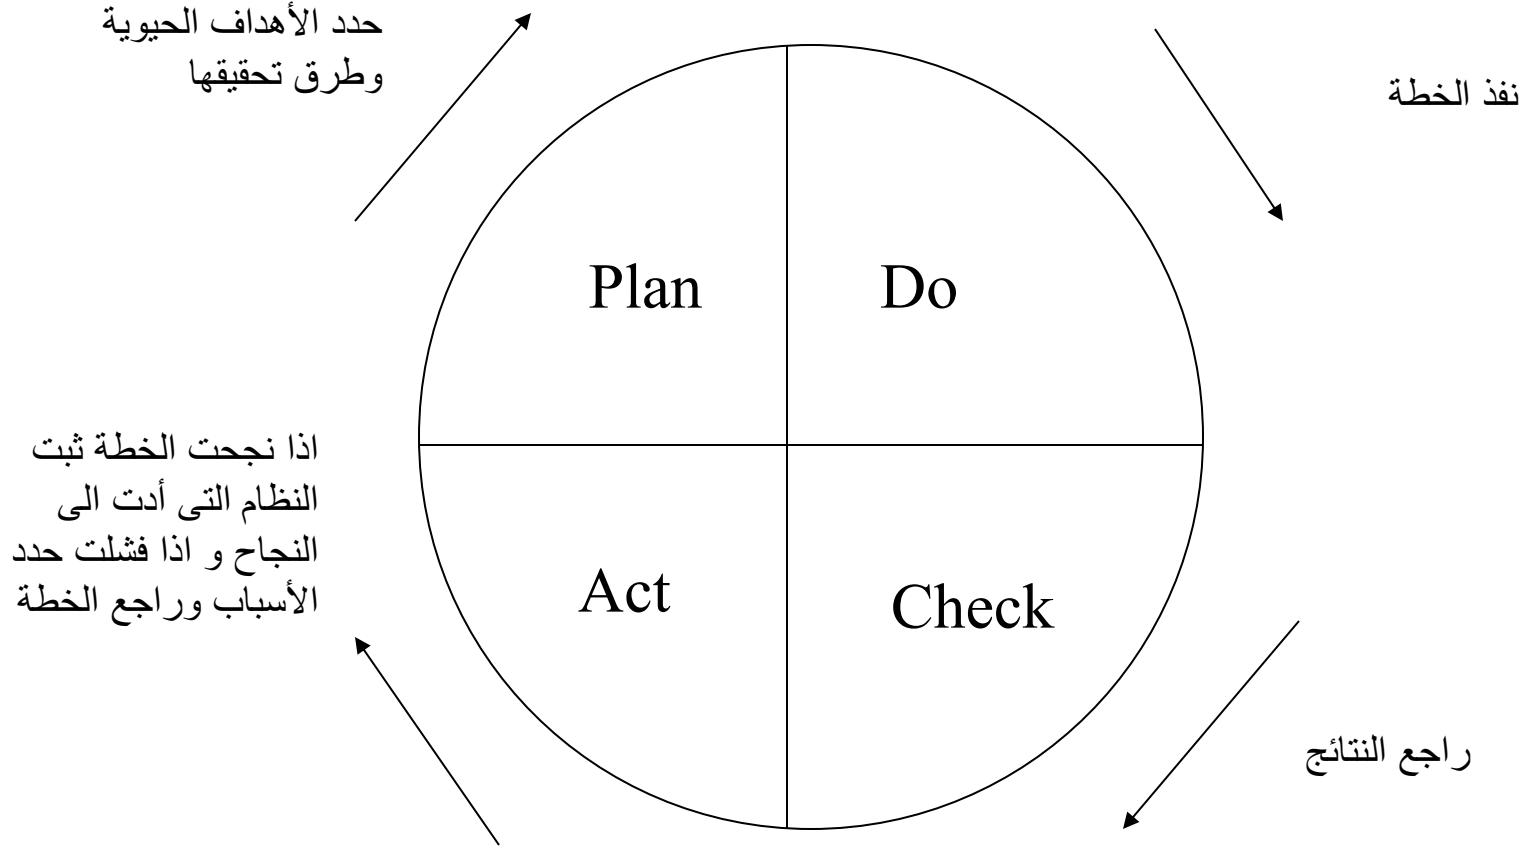 حدد الأهداف الحيوية
وطرق تحقيقها
نفذ الخطة
Plan
Do
اذا نجحت الخطة ثبت
النظام التى أدت الى
النجاح و اذا فشلت حدد
الأسباب وراجع الخطة
Act
Check
راجع النتائج